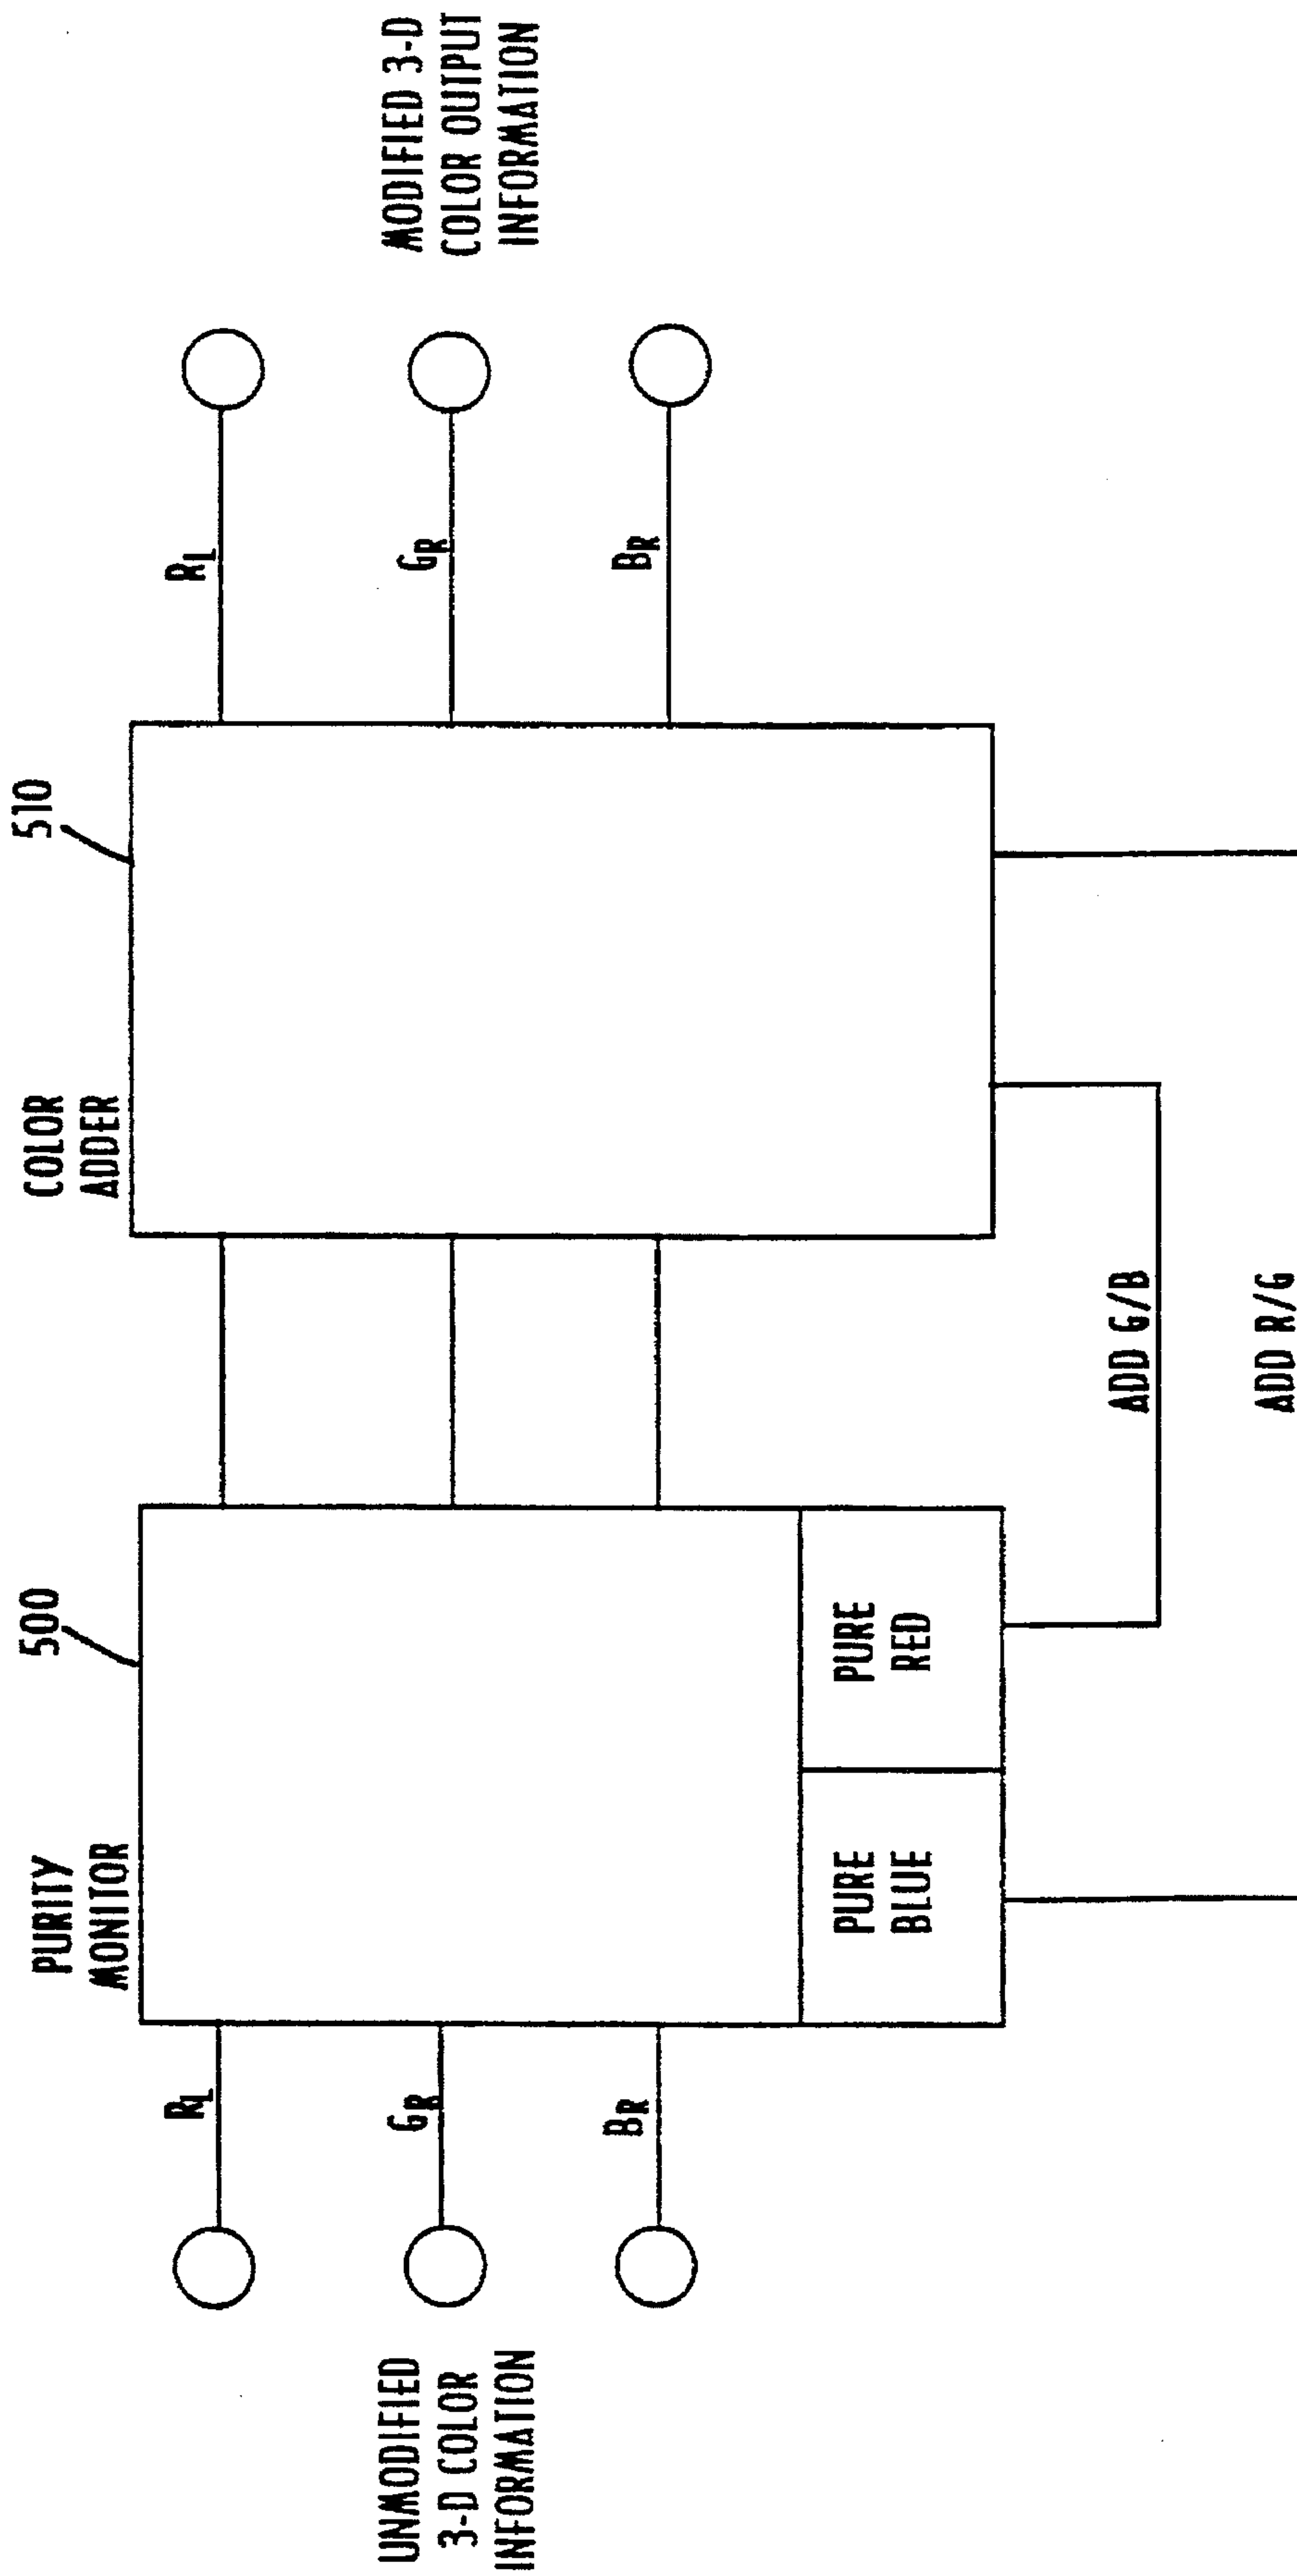 UNMODIFIED
3-D COLOR
INFORMATION
R_L
G_R
B_R
PURITY
MONITOR
500
PURE
BLUE
PURE
RED
ADD G/B
ADD R/G
COLOR
ADDER
510
R_L
G_R
B_R
MODIFIED 3-D
COLOR OUTPUT
INFORMATION